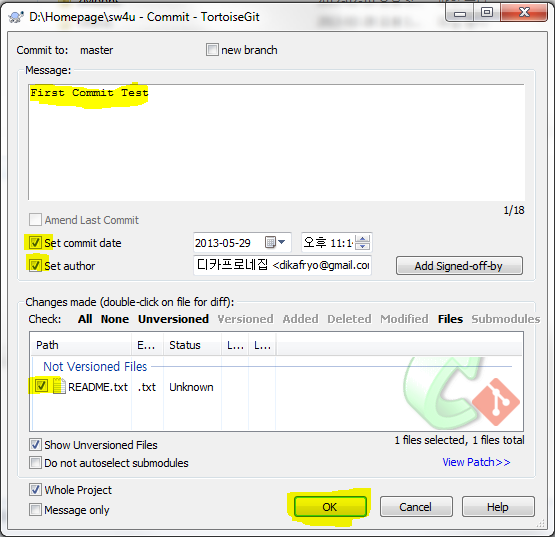 D:\Homepage\sw4u - Commit - TortoiseGit
Commit to: master new branch
Message:
First Commit Test
1/18
Amend Last Commit
Set commit date 2013-05-29 오후 11:1
Set author 디카프로네집 <dikafryo@gmail.com Add Signed-off-by
Changes made (double-click on file for diff):
Check: All None Unversioned Versioned Added Deleted Modified Files Submodules
Path E... Status L... L...
Not Versioned Files
README.txt .txt Unknown
Show Unversioned Files 1 files selected, 1 files total
Do not autoselect submodules View Patch>>
Whole Project
Message only OK Cancel Help